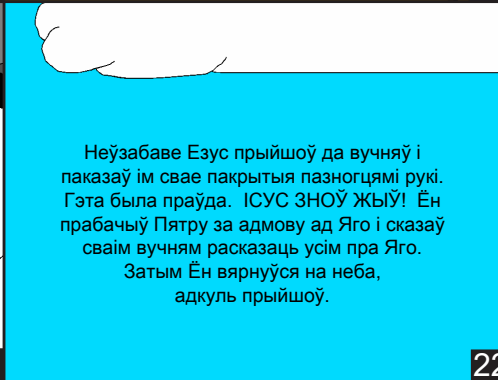 Неўзабаве Езус прыйшоў да вучняў і
паказаў ім свае пакрытыя пазногцямі рукі.
Гэта была праўда. ІСУС ЗНОЎ ЖЫЎ! Ён
прабачыў Пятру за адмову ад Яго і сказаў
сваім вучням расказаць усім пра Яго.
Затым Ён вярнуўся на неба,
адкуль прыйшоў.
22